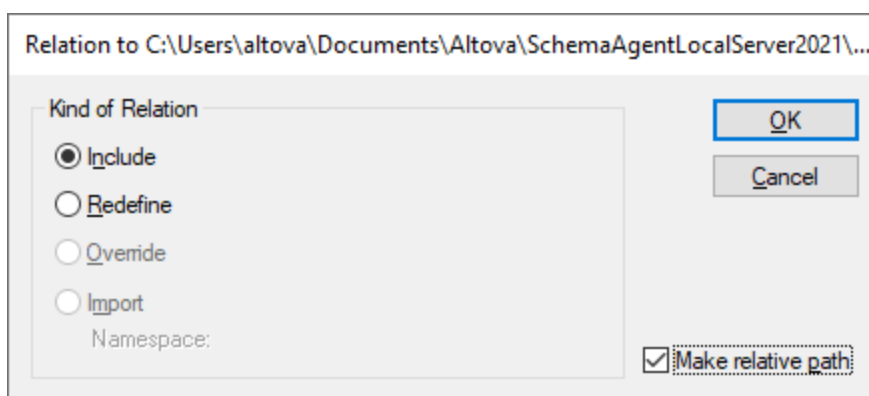 Relation to C:\Users\altova\Documents\Altova\SchemaAgentLocalServer2021\...
Kind of Relation
Include
Redefine
Override
Import
Namespace:
OK
Cancel
Make relative path